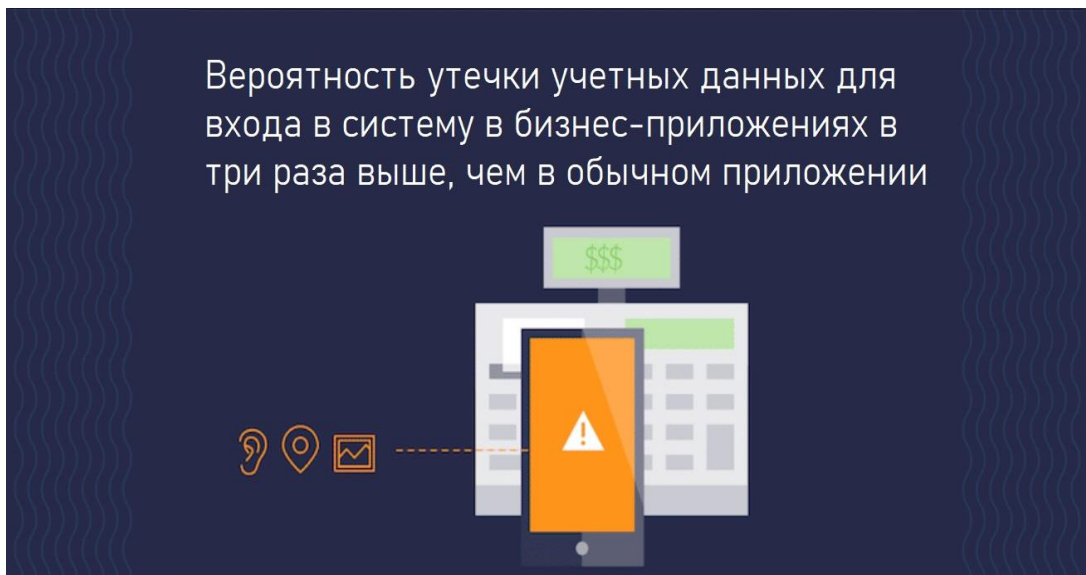 Вероятность утечки учетных данных для
входа в систему в бизнес-приложениях в
три раза выше, чем в обычном приложении
$$$